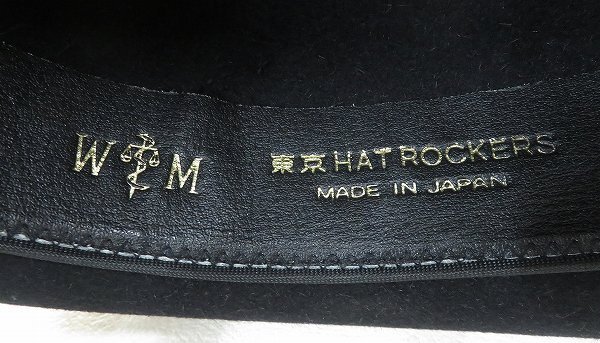 W M
東京 HAT ROCKERS
MADE IN JAPAN